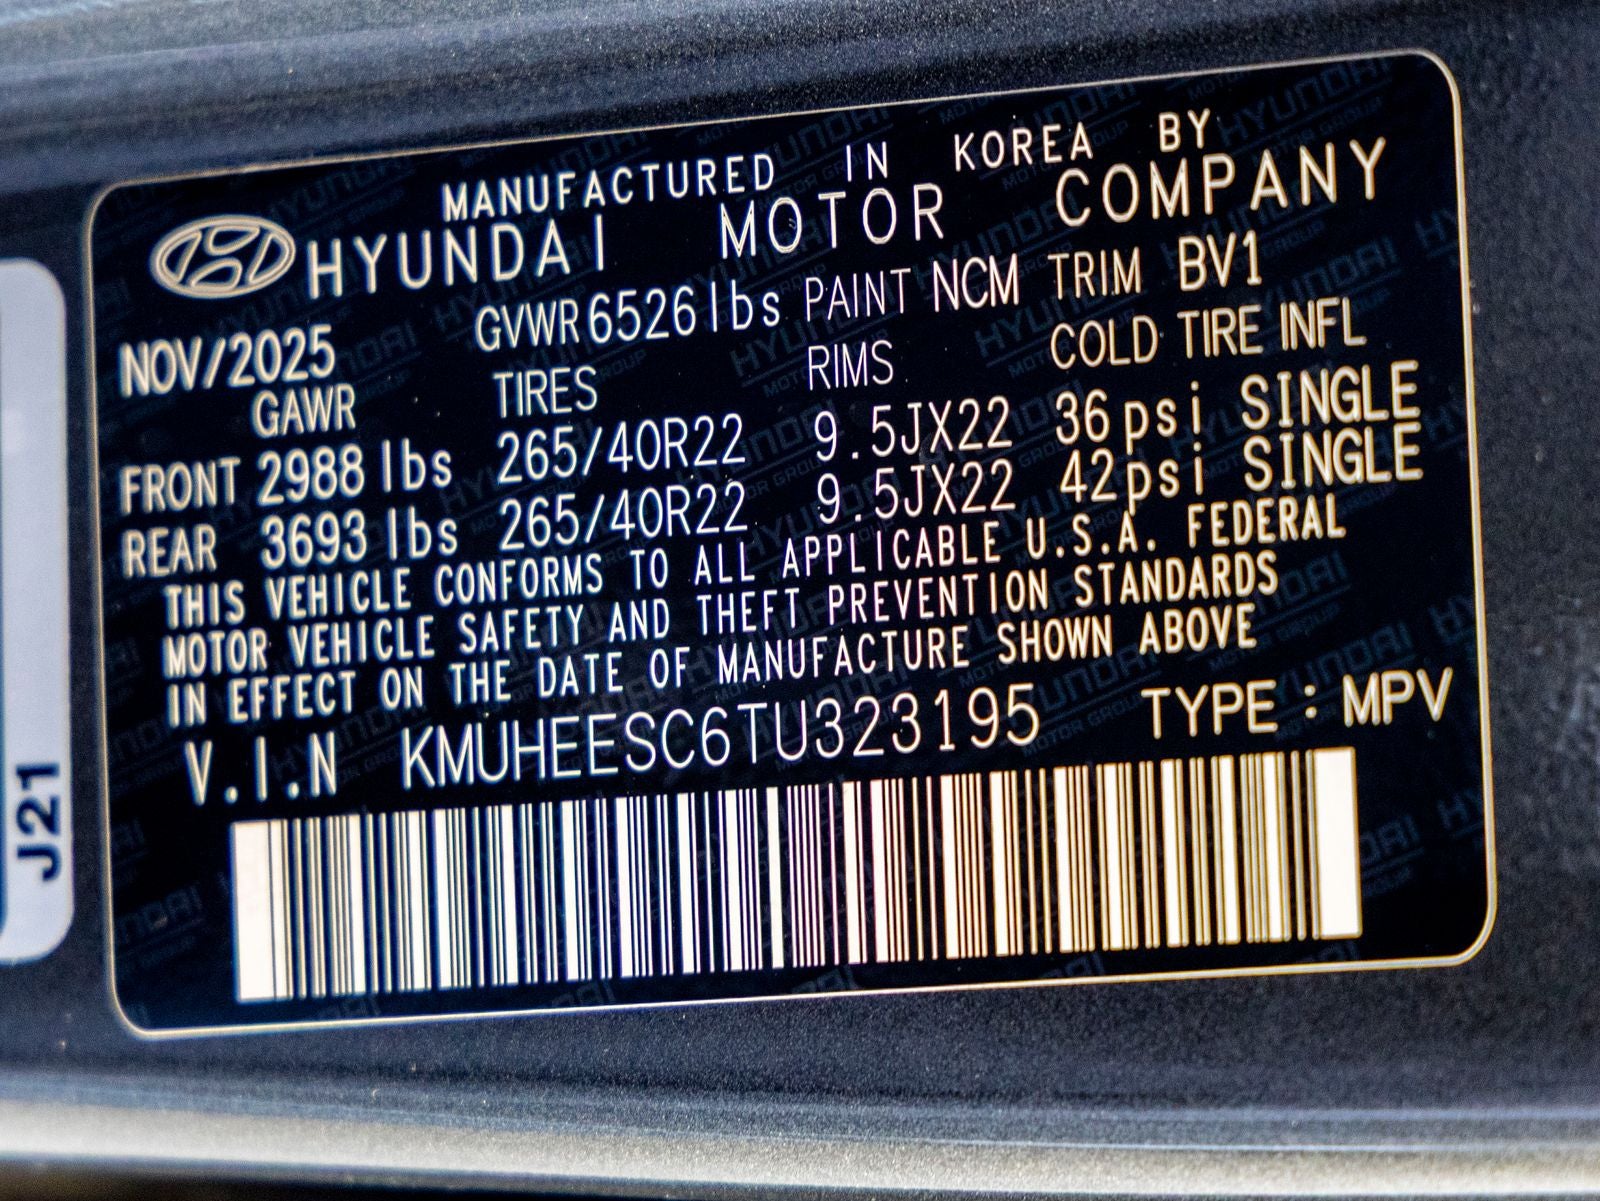 MANUFACTURED IN KOREA BY
HYUNDAI MOTOR COMPANY
NOV/2025 GVWR 6526 lbs PAINT NCM TRIM BV1
GAWR TIRES RIMS COLD TIRE INFL
FRONT 2988 lbs 265/40R22 9.5JX22 36psi SINGLE
REAR 3693 lbs 265/40R22 9.5JX22 42psi SINGLE
THIS VEHICLE CONFORMS TO ALL APPLICABLE U.S.A. FEDERAL
MOTOR VEHICLE SAFETY AND THEFT PREVENTION STANDARDS
IN EFFECT ON THE DATE OF MANUFACTURE SHOWN ABOVE
V.I.N KMUHEESC6TU323195 TYPE : MPV
J21